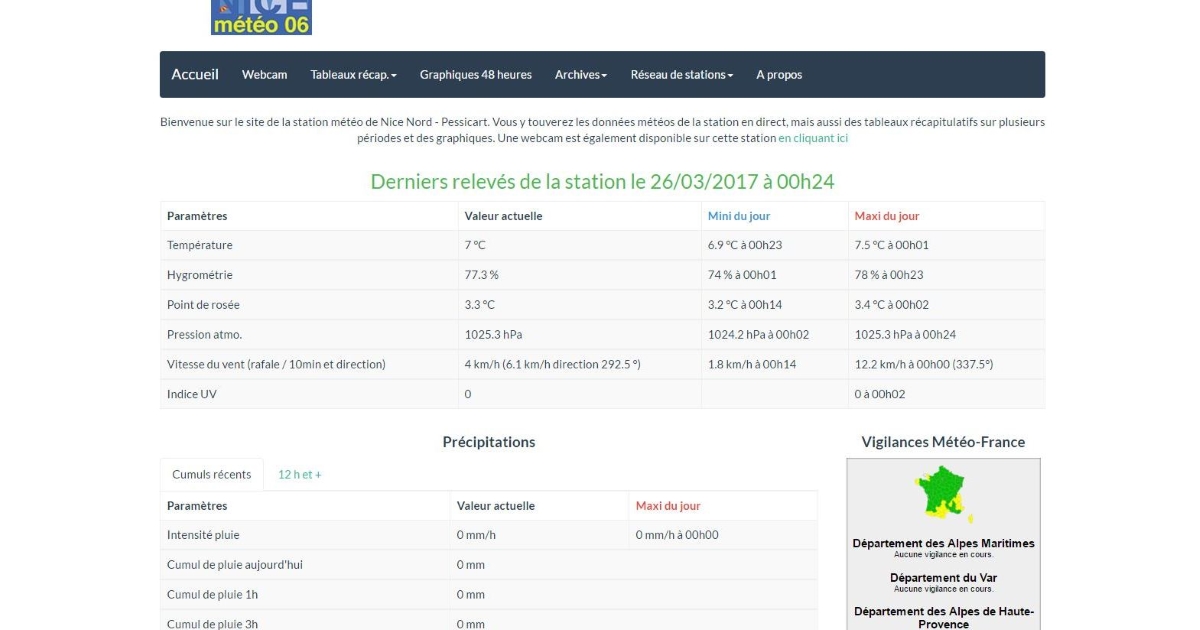 NICE
météo 06
Accueil Webcam Tableaux récap. Graphiques 48 heures Archives Réseau de stations A propos
Bienvenue sur le site de la station météo de Nice Nord - Pessicart. Vous y touverez les données météos de la station en direct, mais aussi des tableaux récapitulatifs sur plusieurs
périodes et des graphiques. Une webcam est également disponible sur cette station en cliquant ici
Derniers relevés de la station le 26/03/2017 à 00h24
Paramètres Valeur actuelle Mini du jour Maxi du jour
Température 7 °C 6.9 °C à 00h23 7.5 °C à 00h01
Hygrométrie 77.3 % 74 % à 00h01 78 % à 00h23
Point de rosée 3.3 °C 3.2 °C à 00h14 3.4 °C à 00h02
Pression atmo. 1025.3 hPa 1024.2 hPa à 00h02 1025.3 hPa à 00h24
Vitesse du vent (rafale / 10min et direction) 4 km/h (6.1 km/h direction 292.5 °) 1.8 km/h à 00h14 12.2 km/h à 00h00 (337.5°)
Indice UV 0 0 à 00h02
Précipitations
Cumuls récents 12 h et +
Paramètres Valeur actuelle Maxi du jour
Intensité pluie 0 mm/h 0 mm/h à 00h00
Cumul de pluie aujourd'hui 0 mm
Cumul de pluie 1h 0 mm
Cumul de pluie 3h 0 mm
Vigilances Météo-France
Département des Alpes Maritimes
Aucune vigilance en cours.
Département du Var
Aucune vigilance en cours.
Département des Alpes de Haute-
Provence